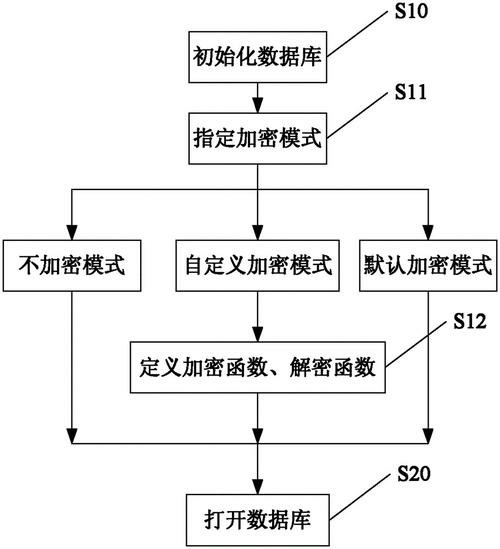 S10
初始化数据库
S11
指定加密模式
不加密模式
自定义加密模式
默认加密模式
S12
定义加密函数、解密函数
S20
打开数据库